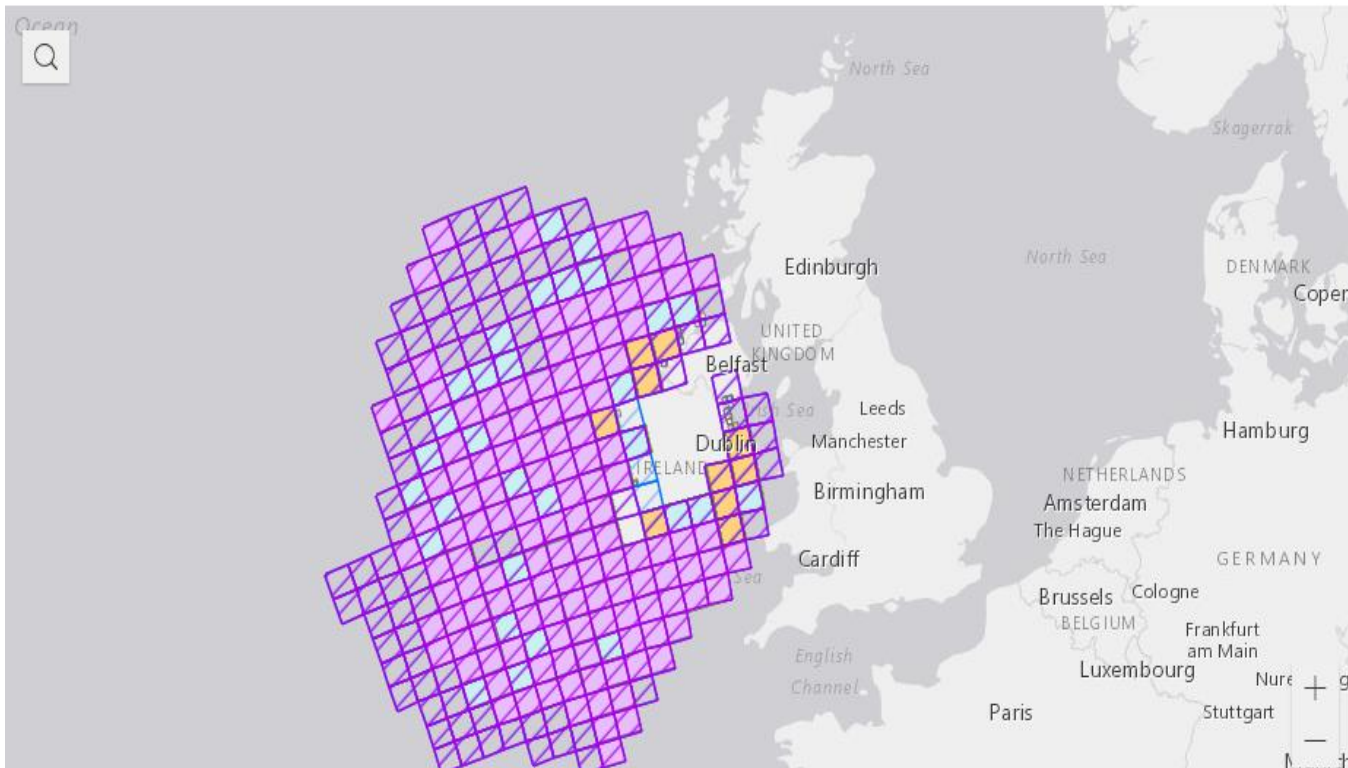 Ocean
North Sea
Skagerrak
North Sea
DENMARK
Edinburgh
UNITED
KINGDOM
Belfast
Leeds
Dublin
Manchester
Hamburg
IRELAND
NETHERLANDS
Birmingham
Amsterdam
The Hague
Cardiff
GERMANY
Sea
Brussels
Cologne
BELGIUM
Frankfurt
am Main
English
Channel
Luxembourg
Paris
Stuttgart
+
−